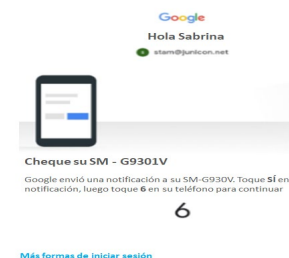 Google
Hola Sabrina
stam@junicon.net
Cheque su SM - G9301V
Google envió una notificación a su SM-G930V. Toque SÍ en
notificación, luego toque 6 en su teléfono para continuar
6
Más formas de iniciar sesión